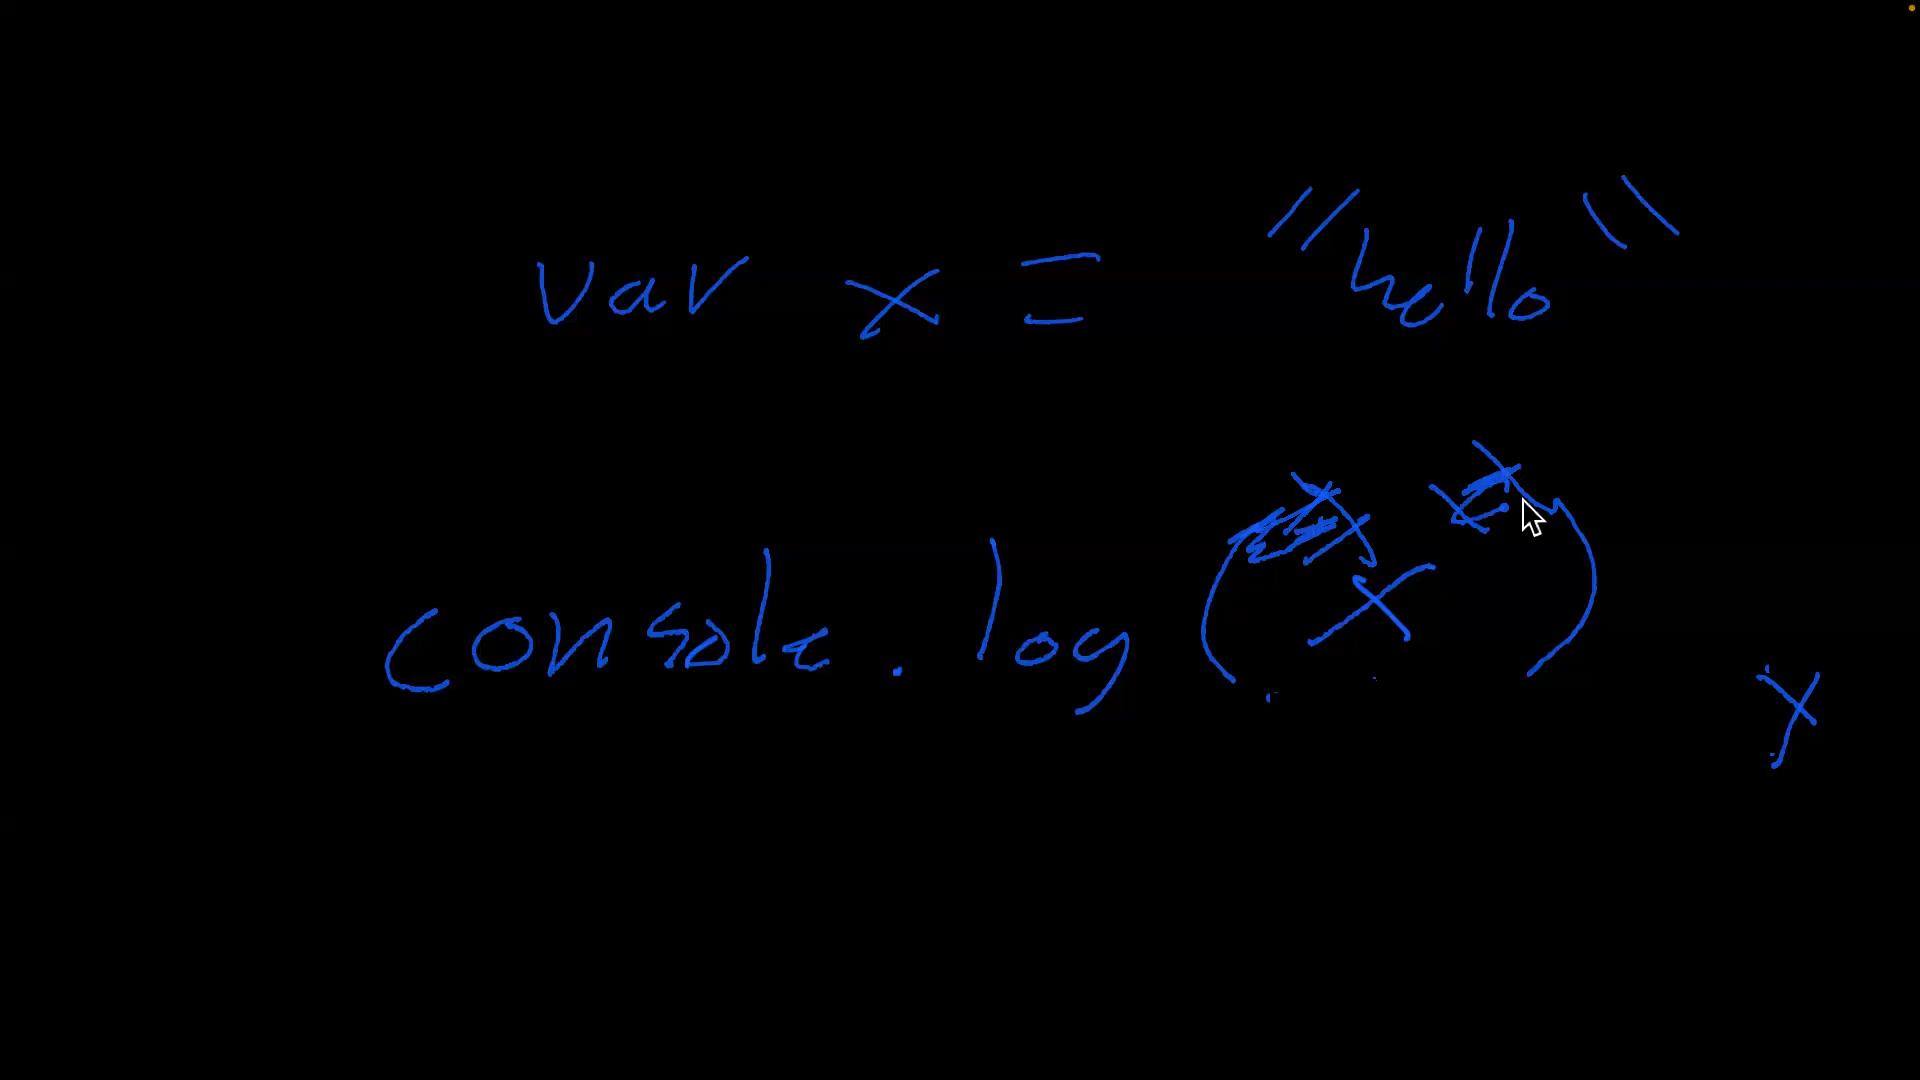 var x = "hello"
console.log(x)
x